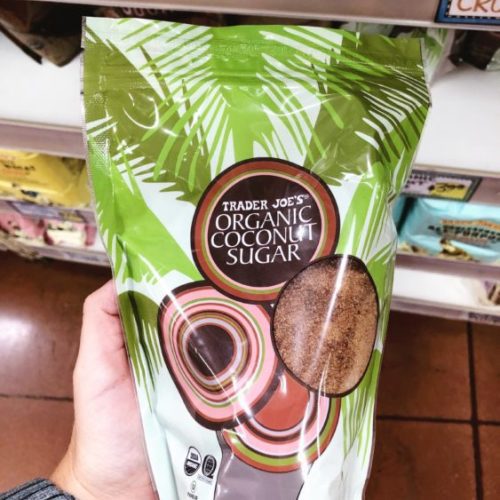 TRADER JOE'S
ORGANIC
COCONUT
SUGAR